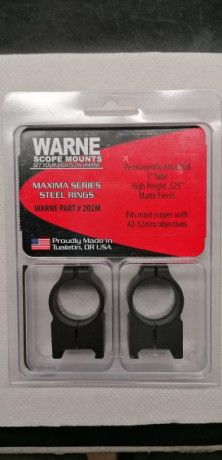 WARNE
SCOPE MOUNTS
SET YOUR SIGHTS ON WARNE
MAXIMA SERIES
STEEL RINGS
WARNE PART # 202M
Proudly Made in
Tualatin, OR USA
Permanently Attached
1" Tube
High Height .525"
Matte Finish
Fits most scopes with
42-52mm objectives